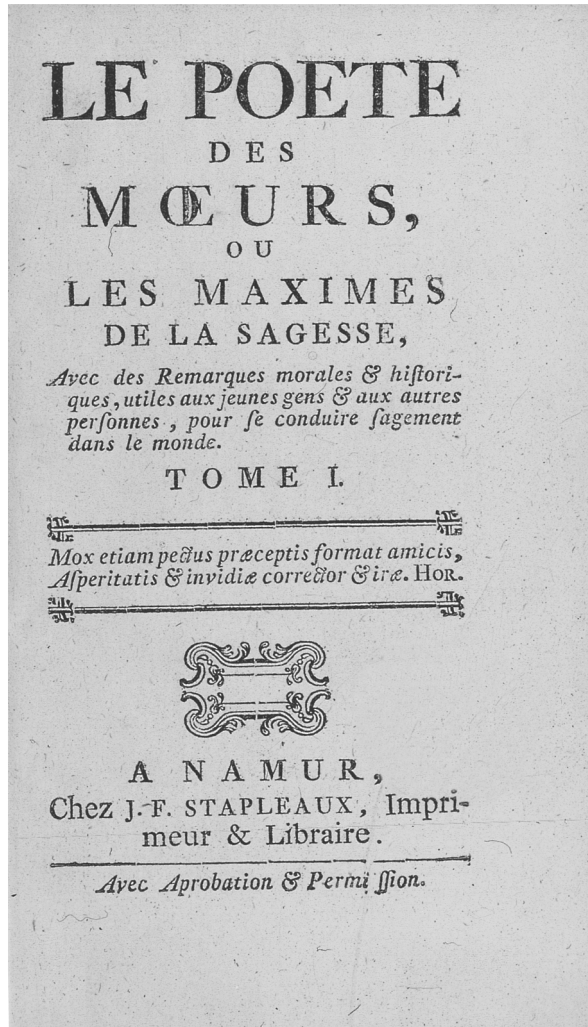 LE POETE
DES
MŒURS,
OU
LES MAXIMES
DE LA SAGESSE,
Avec des Remarques morales & hiſtori-
ques, utiles aux jeunes gens & aux autres
perſonnes, pour ſe conduire ſagement
dans le monde.
TOME I.
Mox etiam pectus præceptis format amicis,
Aſperitatis & invidiæ corrector & iræ. HOR.
A NAMUR,
Chez J.-F. STAPLEAUX, Impri-
meur & Libraire.
Avec Aprobation & Permiſſion.